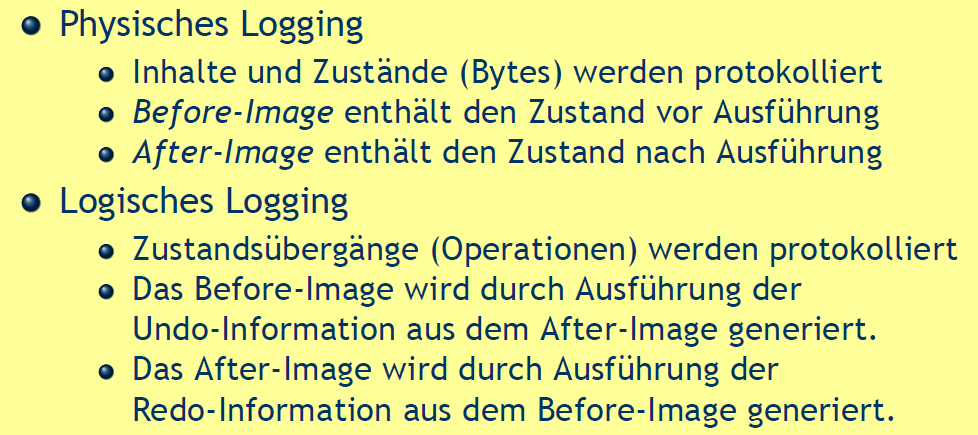 Physisches Logging
Inhalte und Zustände (Bytes) werden protokolliert
Before-Image enthält den Zustand vor Ausführung
After-Image enthält den Zustand nach Ausführung
Logisches Logging
Zustandsübergänge (Operationen) werden protokolliert
Das Before-Image wird durch Ausführung der
Undo-Information aus dem After-Image generiert.
Das After-Image wird durch Ausführung der
Redo-Information aus dem Before-Image generiert.